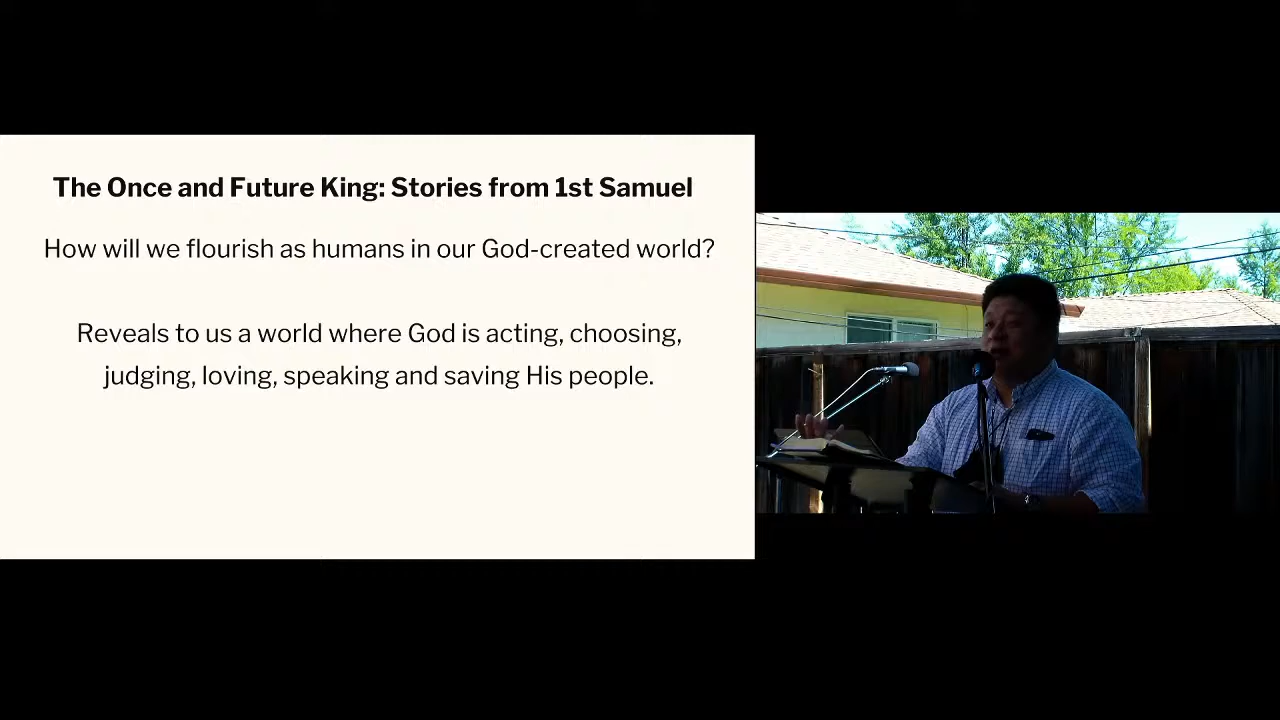 The Once and Future King: Stories from 1st Samuel
How will we flourish as humans in our God-created world?
Reveals to us a world where God is acting, choosing,
judging, loving, speaking and saving His people.